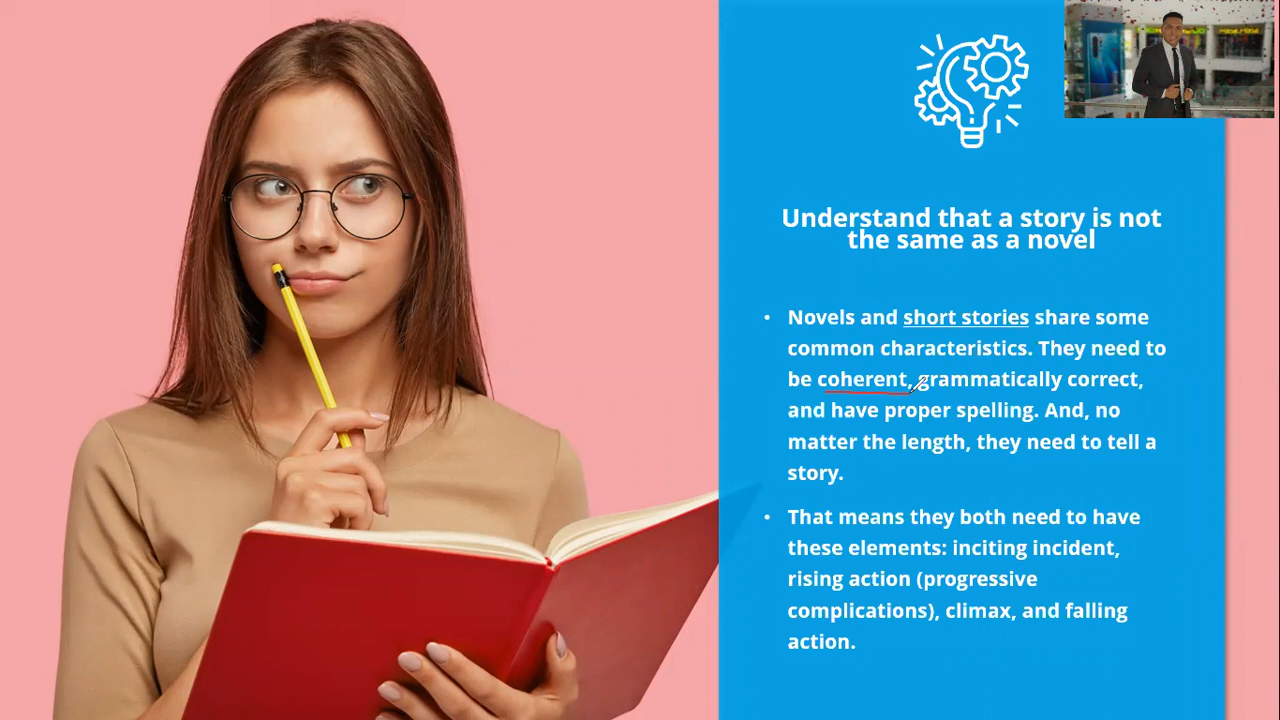 Understand that a story is not
the same as a novel
• Novels and short stories share some
common characteristics. They need to
be coherent, grammatically correct,
and have proper spelling. And, no
matter the length, they need to tell a
story.
• That means they both need to have
these elements: inciting incident,
rising action (progressive
complications), climax, and falling
action.